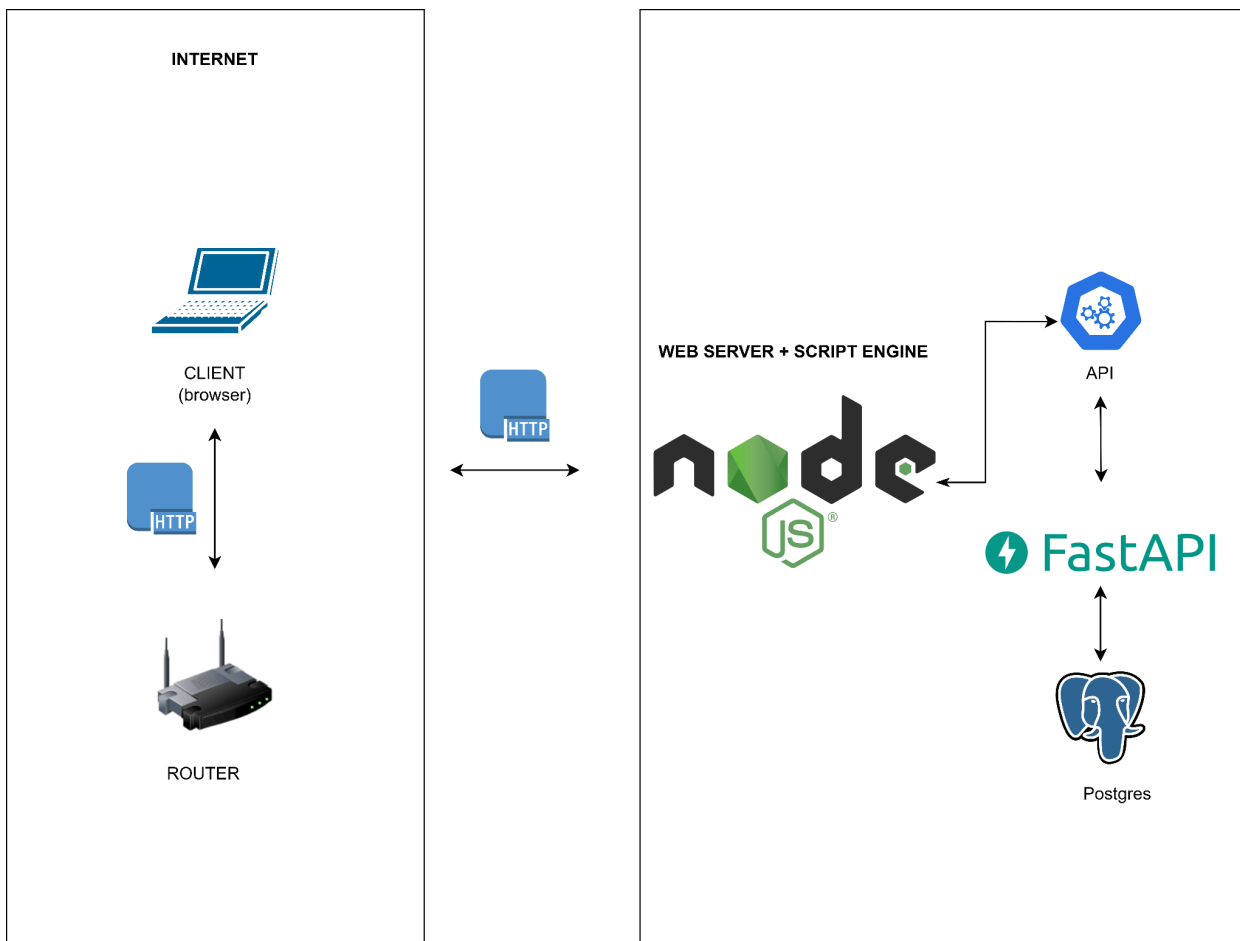 INTERNET
CLIENT
(browser)
HTTP
ROUTER
HTTP
WEB SERVER + SCRIPT ENGINE
node
JS®
API
FastAPI
Postgres